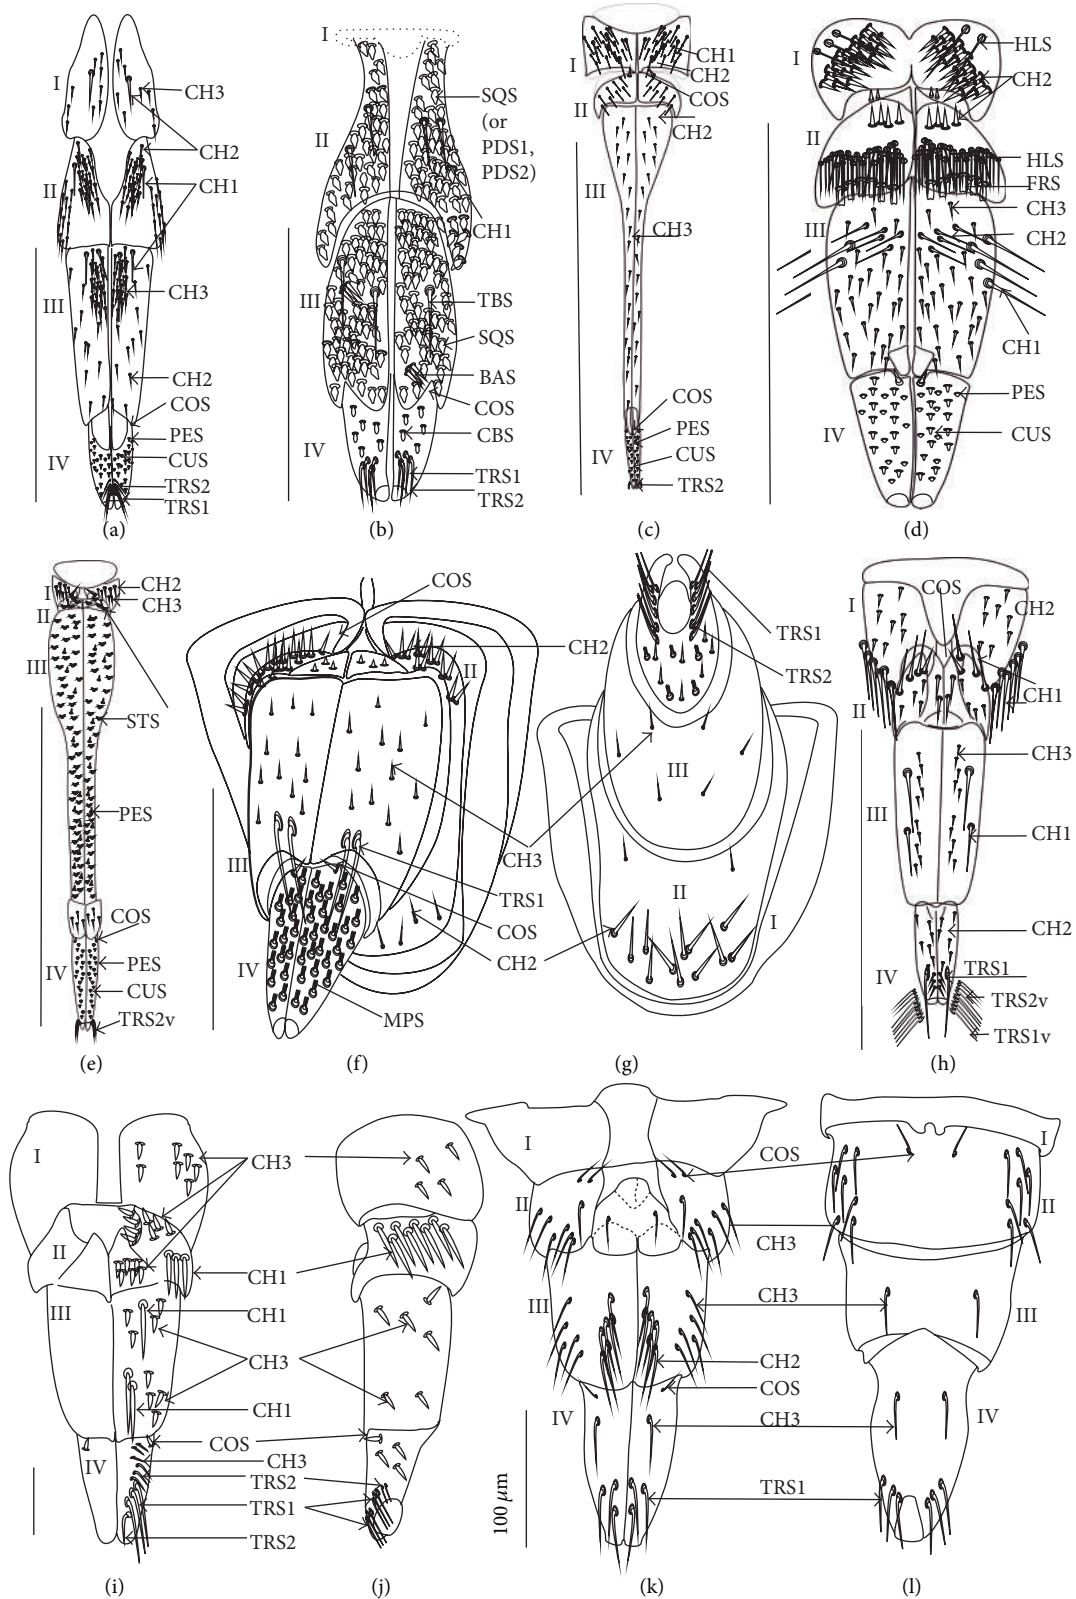 I
CH3
CH2
II
CH1
III
CH3
CH2
COS
PES
IV
CUS
TRS2
TRS1
(a)
I
SQS
(or
PDS1,
PDS2)
II
CH1
III
TBS
SQS
BAS
COS
CBS
IV
TRS1
TRS2
(b)
I
CH1
CH2
COS
II
CH2
III
CH3
COS
PES
CUS
IV
TRS2
(c)
I
HLS
CH2
II
HLS
FRS
CH3
III
CH2
CH1
PES
IV
CUS
(d)
I
CH2
CH3
II
III
STS
PES
COS
IV
PES
CUS
TRS2v
(e)
COS
CH2
II
CH3
III
TRS1
COS
IV
CH2
MPS
(f)
TRS1
TRS2
III
II
I
(g)
COS
I
CH2
CH1
II
CH3
III
CH1
CH2
IV
TRS1
TRS2v
TRS1v
(h)
I
CH3
II
CH1
III
CH1
CH3
CH1
COS
IV
CH3
TRS2
TRS1
TRS2
(i)
(j)
I
COS
II
CH3
III
CH3
CH2
COS
IV
CH3
TRS1
100 μm
(k)
I
II
III
IV
(l)